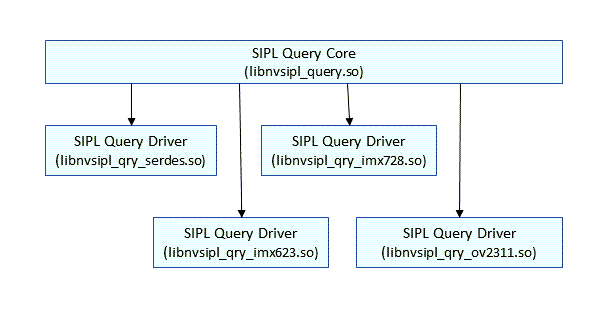 SIPL Query Core
(libnvsipl_query.so)
SIPL Query Driver
(libnvsipl_qry_serdes.so)
SIPL Query Driver
(libnvsipl_qry_imx728.so)
SIPL Query Driver
(libnvsipl_qry_imx623.so)
SIPL Query Driver
(libnvsipl_qry_ov2311.so)